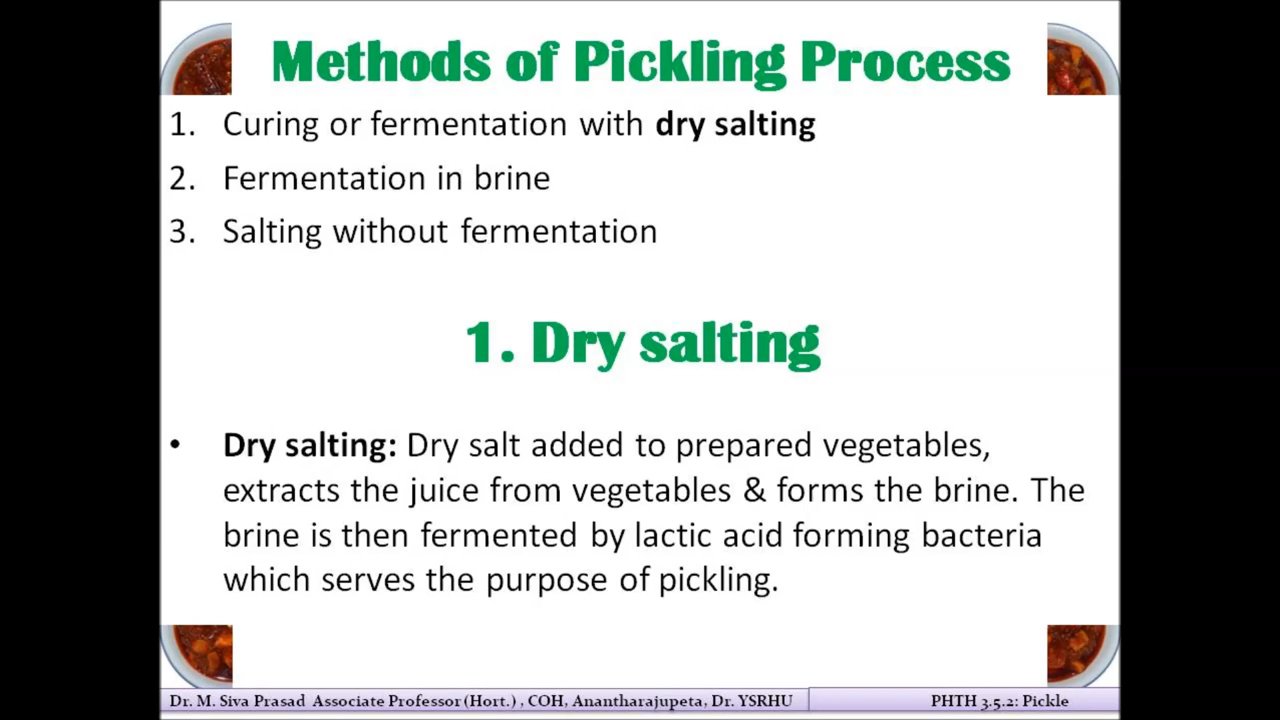 Methods of Pickling Process
1. Curing or fermentation with dry salting
2. Fermentation in brine
3. Salting without fermentation
1. Dry salting
• Dry salting: Dry salt added to prepared vegetables,
extracts the juice from vegetables & forms the brine. The
brine is then fermented by lactic acid forming bacteria
which serves the purpose of pickling.
Dr. M. Siva Prasad Associate Professor (Hort.) , COH, Anantharajupeta, Dr. YSRHU
PHTH 3.5.2: Pickle